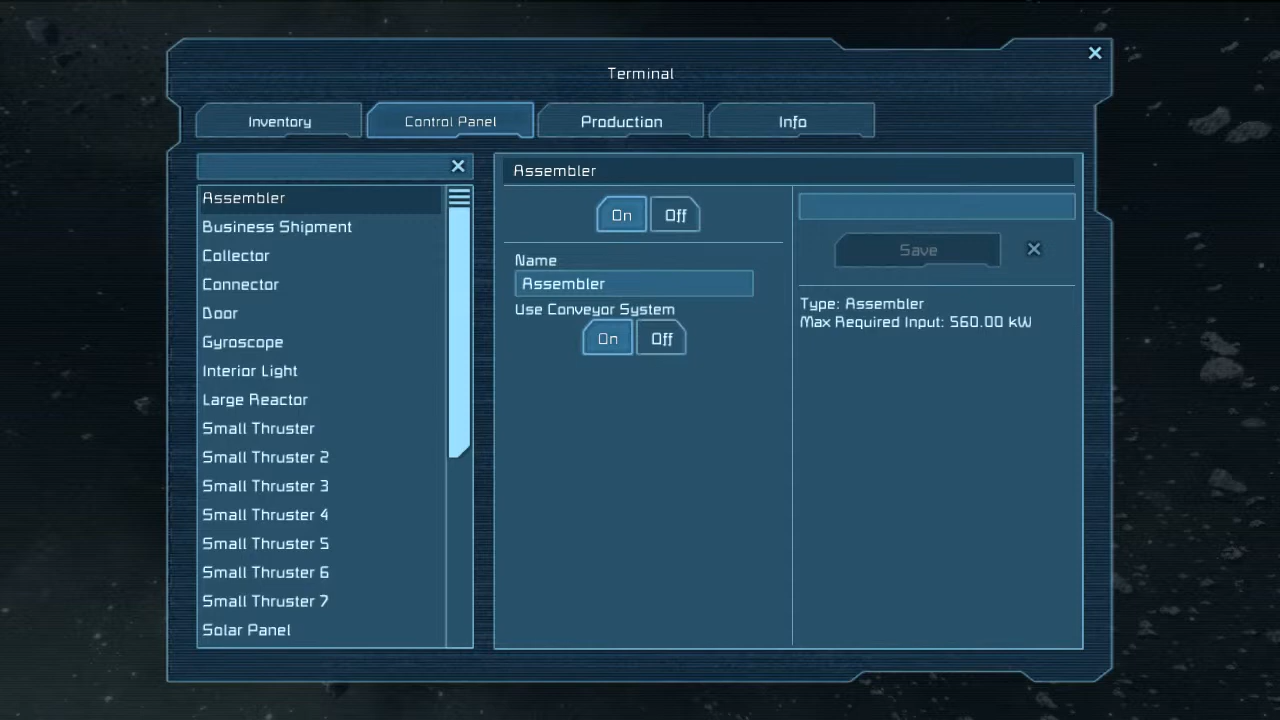 Terminal
Inventory
Control Panel
Production
Info
Assembler
Business Shipment
Collector
Connector
Door
Gyroscope
Interior Light
Large Reactor
Small Thruster
Small Thruster 2
Small Thruster 3
Small Thruster 4
Small Thruster 5
Small Thruster 6
Small Thruster 7
Solar Panel
Assembler
On Off
Name
Assembler
Use Conveyor System
On Off
Save
Type: Assembler
Max Required Input: 560.00 kW